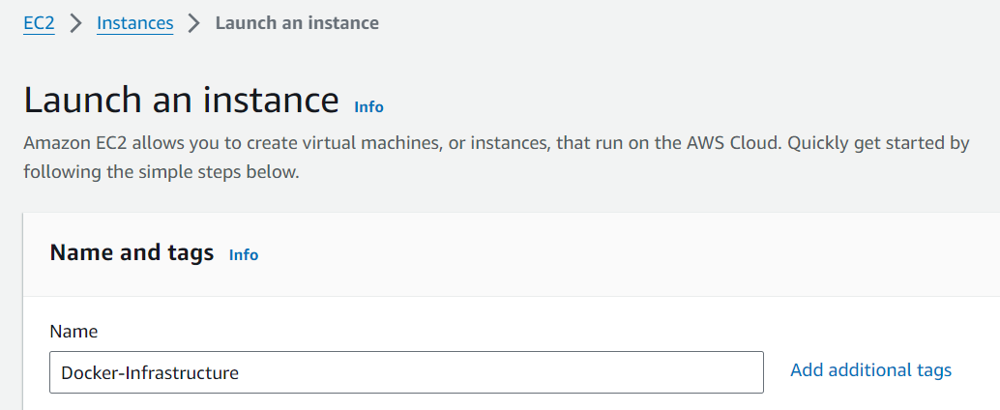 EC2 > Instances > Launch an instance
Launch an instance Info
Amazon EC2 allows you to create virtual machines, or instances, that run on the AWS Cloud. Quickly get started by
following the simple steps below.
Name and tags Info
Name
Docker-Infrastructure Add additional tags